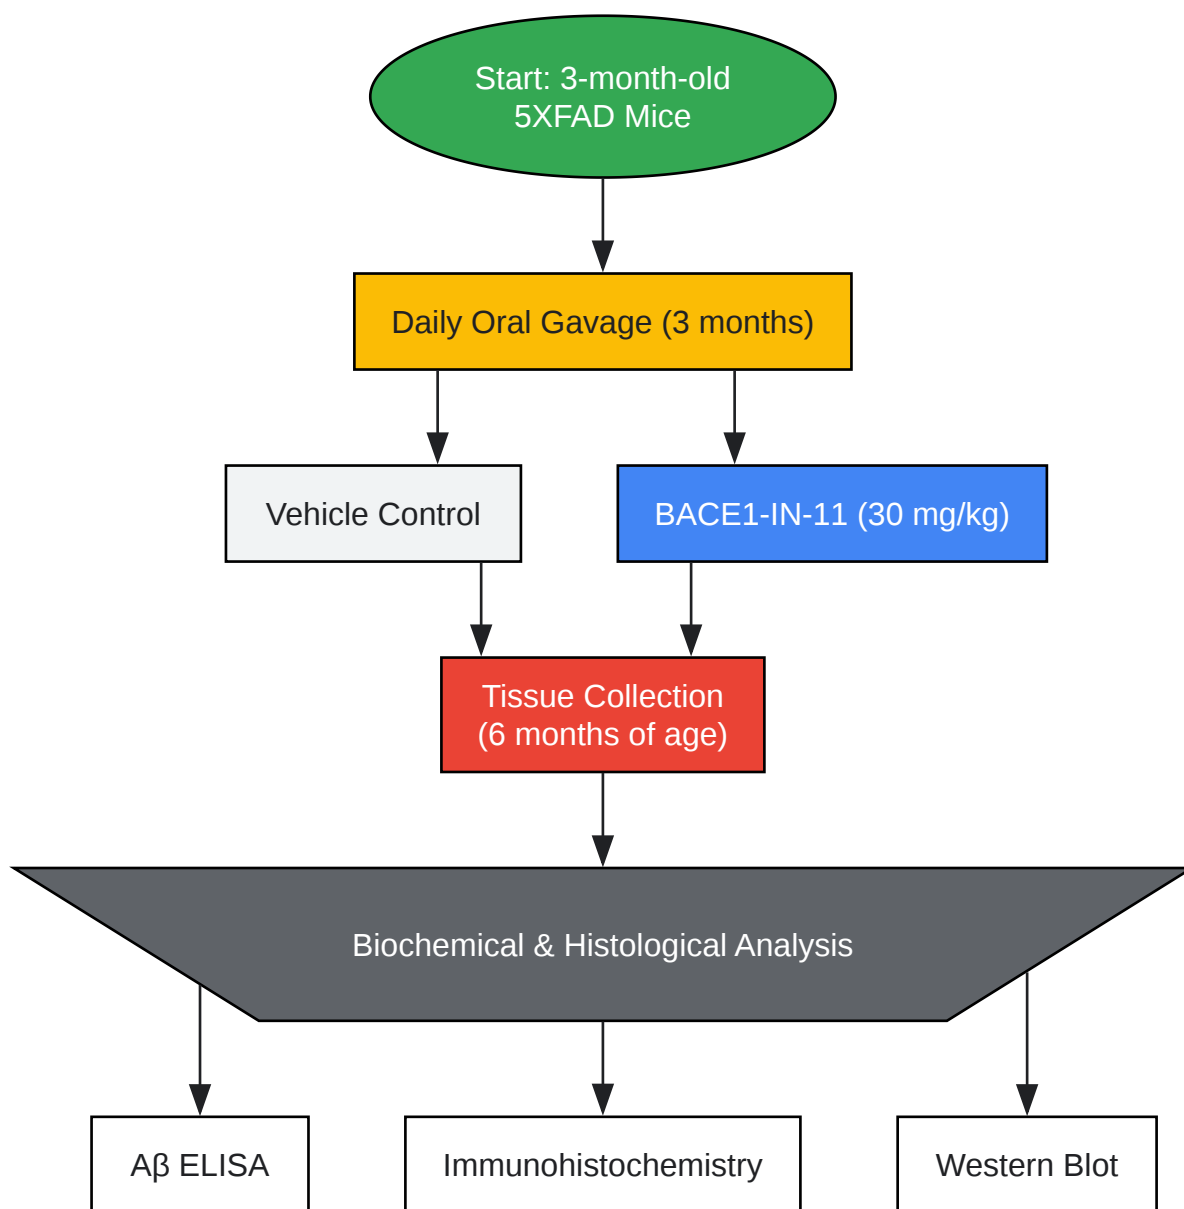 Start: 3-month-old
5XFAD Mice
Daily Oral Gavage (3 months)
Vehicle Control
BACE1-IN-11 (30 mg/kg)
Tissue Collection
(6 months of age)
Biochemical & Histological Analysis
Aβ ELISA
Immunohistochemistry
Western Blot